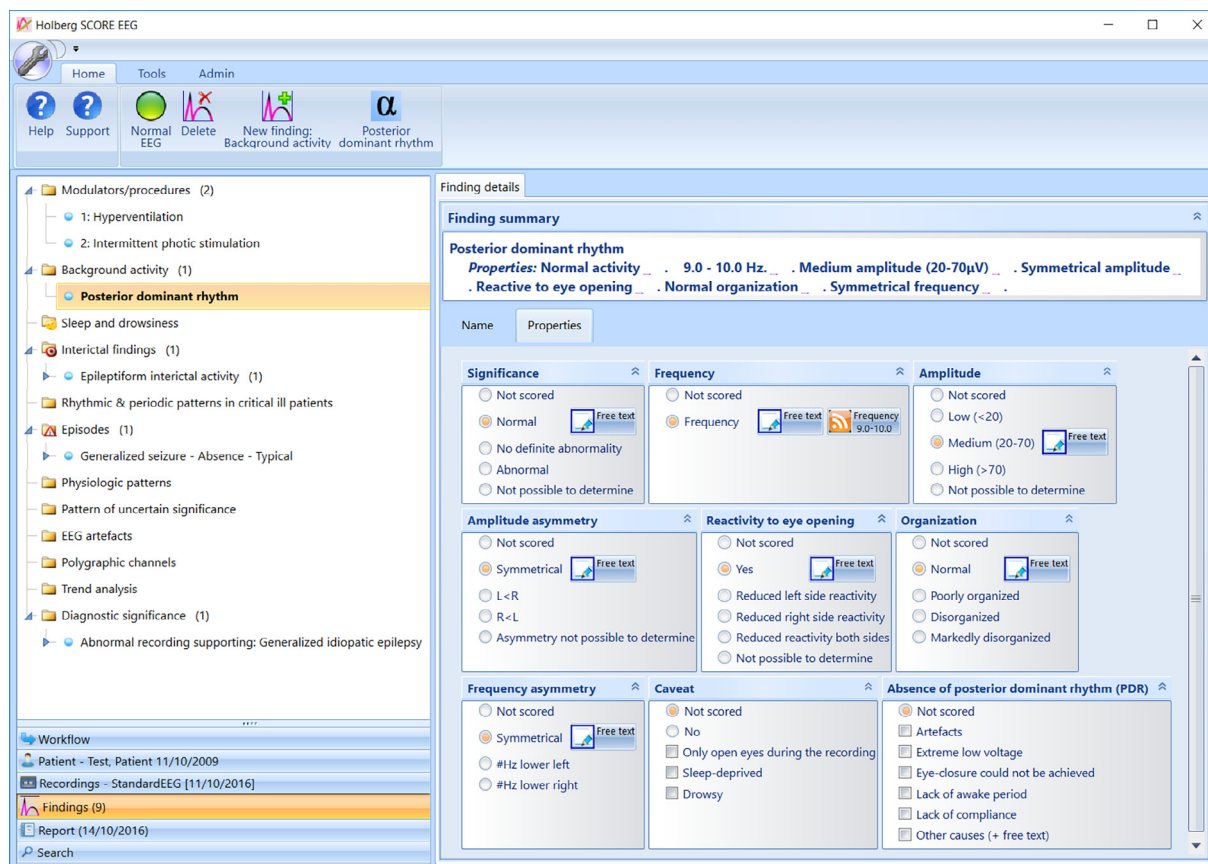 Holberg SCORE EEG
Home Tools Admin
Help Support Normal EEG Delete New finding: Background activity α Posterior dominant rhythm
Modulators/procedures (2)
1: Hyperventilation
2: Intermittent photic stimulation
Background activity (1)
Posterior dominant rhythm
Sleep and drowsiness
Interictal findings (1)
Epileptiform interictal activity (1)
Rhythmic & periodic patterns in critical ill patients
Episodes (1)
Generalized seizure - Absence - Typical
Physiologic patterns
Pattern of uncertain significance
EEG artefacts
Polygraphic channels
Trend analysis
Diagnostic significance (1)
Abnormal recording supporting: Generalized idiopatic epilepsy
Workflow
Patient - Test, Patient 11/10/2009
Recordings - StandardEEG [11/10/2016]
Findings (9)
Report (14/10/2016)
Search
Finding details
Finding summary
Posterior dominant rhythm
Properties: Normal activity _ . 9.0 - 10.0 Hz. _ . Medium amplitude (20-70µV) _ . Symmetrical amplitude _
. Reactive to eye opening _ . Normal organization _ . Symmetrical frequency _ .
Name Properties
Significance
Not scored
Normal Free text
No definite abnormality
Abnormal
Not possible to determine
Frequency
Not scored
Frequency Free text Frequency 9.0-10.0
Amplitude
Not scored
Low (<20)
Medium (20-70) Free text
High (>70)
Not possible to determine
Amplitude asymmetry
Not scored
Symmetrical Free text
L<R
R<L
Asymmetry not possible to determine
Reactivity to eye opening
Not scored
Yes Free text
Reduced left side reactivity
Reduced right side reactivity
Reduced reactivity both sides
Not possible to determine
Organization
Not scored
Normal Free text
Poorly organized
Disorganized
Markedly disorganized
Frequency asymmetry
Not scored
Symmetrical Free text
#Hz lower left
#Hz lower right
Caveat
Not scored
No
Only open eyes during the recording
Sleep-deprived
Drowsy
Absence of posterior dominant rhythm (PDR)
Not scored
Artefacts
Extreme low voltage
Eye-closure could not be achieved
Lack of awake period
Lack of compliance
Other causes (+ free text)